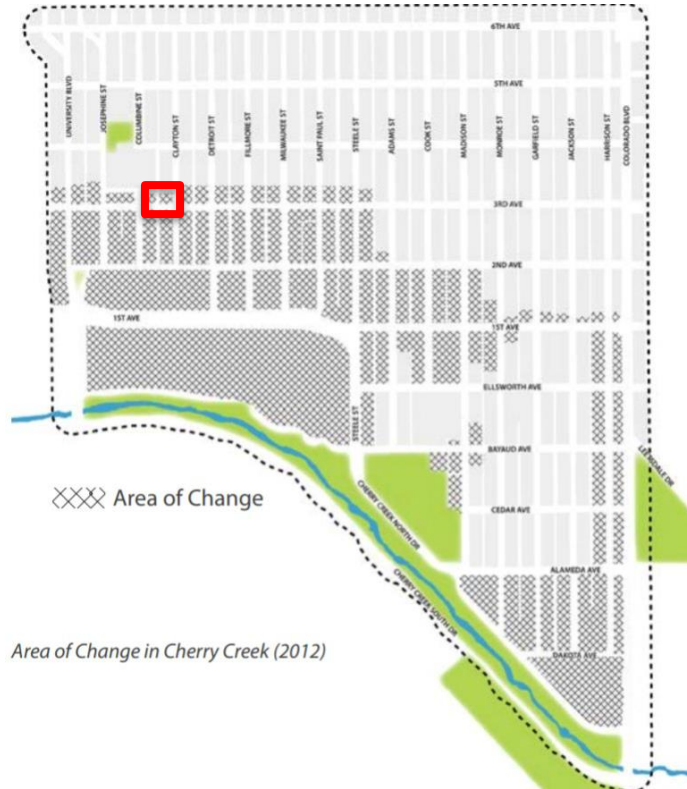 6TH AVE
5TH AVE
UNIVERSITY BLVD
JOSEPHINE ST
COLUMBINE ST
CLAYTON ST
DETROIT ST
FILLMORE ST
MILWAUKEE ST
SAINT PAUL ST
STEELE ST
ADAMS ST
COOK ST
MADISON ST
MONROE ST
GARFIELD ST
JACKSON ST
HARRISON ST
COLORADO BLVD
3RD AVE
2ND AVE
1ST AVE
1ST AVE
ELLSWORTH AVE
STEELE ST
BAYAUD AVE
LEETSDALE DR
Area of Change
CHERRY CREEK NORTH DR
CEDAR AVE
ALAMEDA AVE
CHERRY CREEK SOUTH DR
Area of Change in Cherry Creek (2012)
DAKOTA AVE